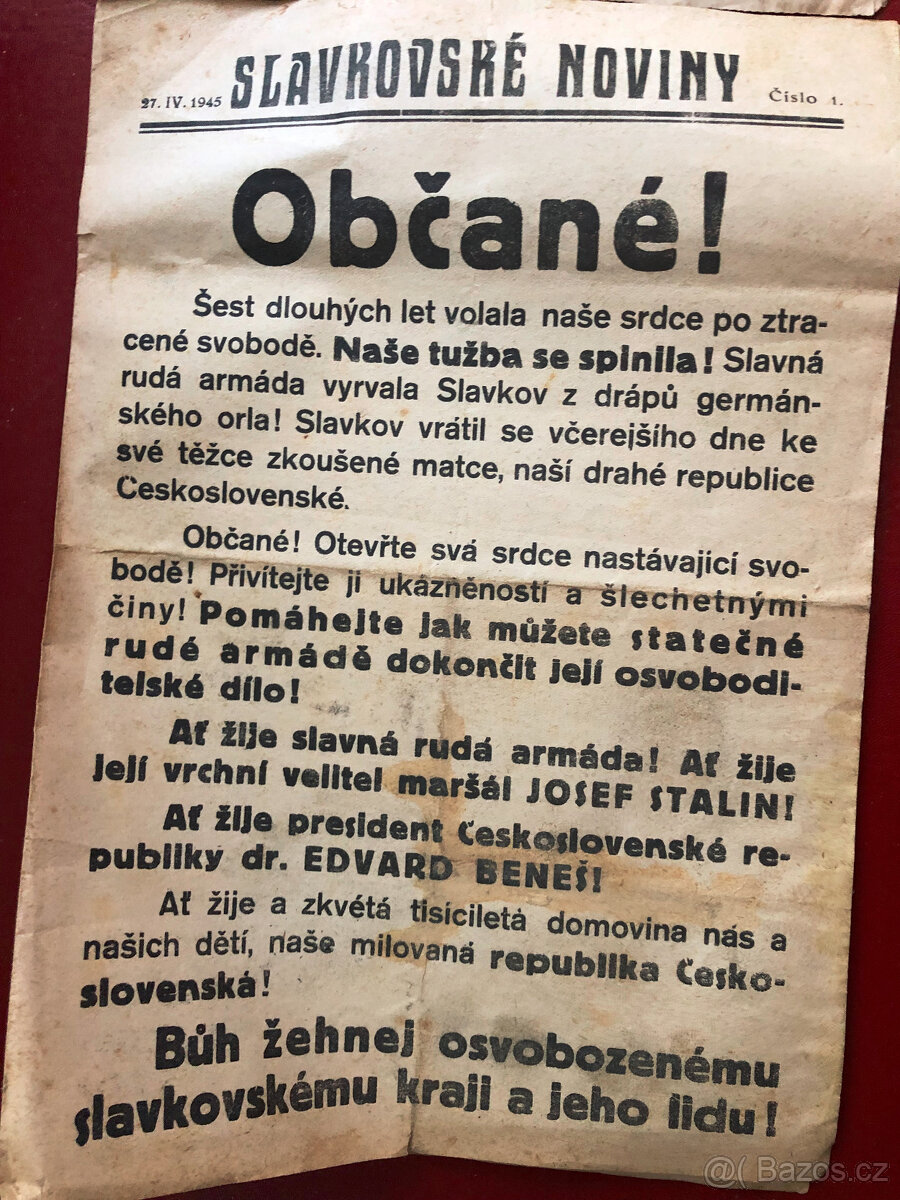 27. IV. 1945 SLAVKOVSKÉ NOVINY Číslo 1.
Občané!
Šest dlouhých let volala naše srdce po ztra-
cené svobodě. Naše tužba se splnila! Slavná
rudá armáda vyrvala Slavkov z drápů germán-
ského orla! Slavkov vrátil se včerejšího dne ke
své těžce zkoušené matce, naší drahé republice
Československé.
Občané! Otevřte svá srdce nastávající svo-
bodě! Přivítejte ji ukázněností a šlechetnými
činy! Pomáhejte jak můžete statečné
rudé armádě dokončit její osvobodi-
telské dílo!
Ať žije slavná rudá armáda! Ať žije
její vrchní velitel maršál JOSEF STALIN!
Ať žije president Československé re-
publiky dr. EDVARD BENEŠ!
Ať žije a zkvétá tisíciletá domovina nás a
našich dětí, naše milovaná republika Česko-
slovenská!
Bůh žehnej osvobozenému
slavkovskému kraji a jeho lidu!
@( Bazos.cz